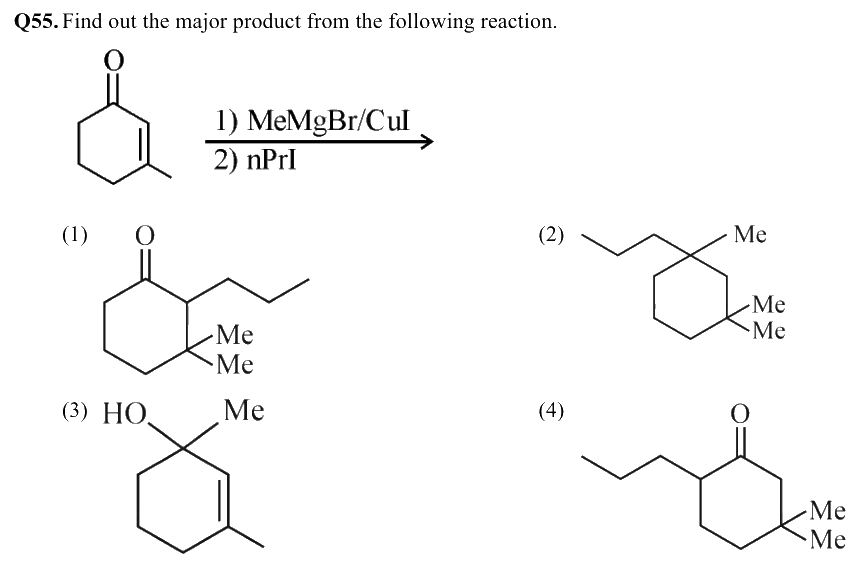 Q55. Find out the major product from the following reaction.
O
1) MeMgBr/CuI
2) nPrI
(1) O
Me
Me
(2) Me
Me
Me
(3) HO Me
(4) O
Me
Me